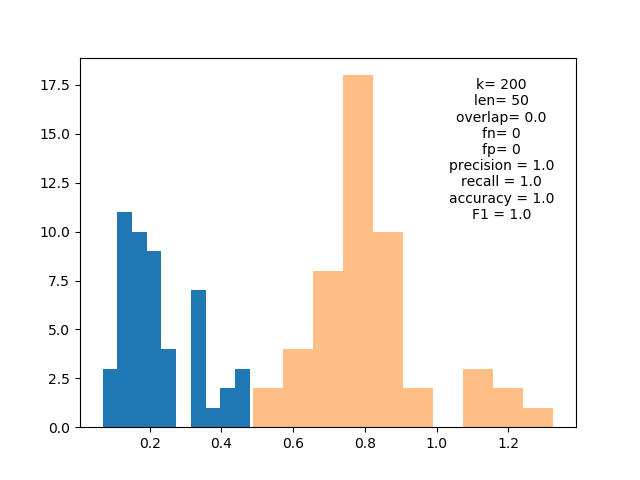 17.5
15.0
12.5
10.0
7.5
5.0
2.5
0.0
0.2 0.4 0.6 0.8 1.0 1.2
k= 200
len= 50
overlap= 0.0
fn= 0
fp= 0
precision = 1.0
recall = 1.0
accuracy = 1.0
F1 = 1.0